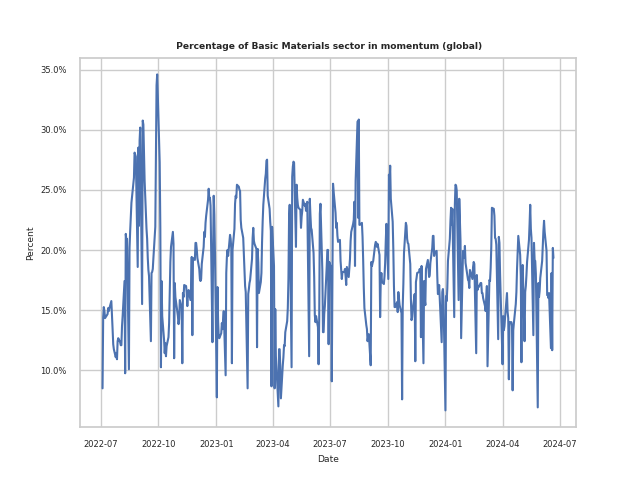 Percentage of Basic Materials sector in momentum (global)
35.0%
30.0%
25.0%
20.0%
15.0%
10.0%
Percent
2022-07 2022-10 2023-01 2023-04 2023-07 2023-10 2024-01 2024-04 2024-07
Date